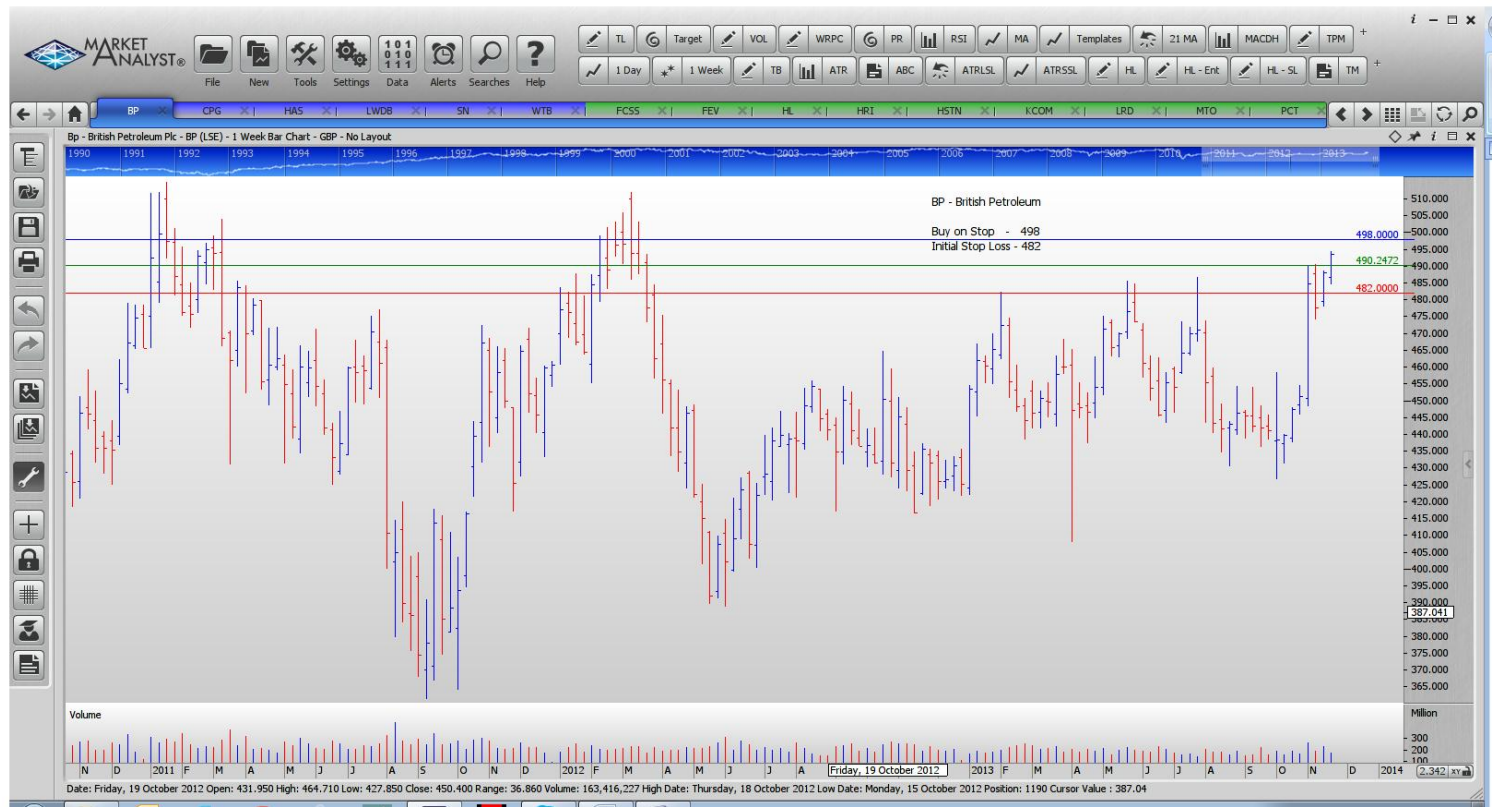 MARKET
ANALYST®
File New Tools Settings Data Alerts Searches Help
101
010
111
TL Target VOL WRPC PR RSI MA Templates 21 MA MACDH TPM +
1 Day 1 Week TB ATR ABC ATRLSL ATRSSL HL HL - Ent HL - SL TM +
BP CPG HAS LWDB SN WTB FCSS FEV HL HRI HSTN KCOM LRD MTO PCT
Bp - British Petroleum Plc - BP (LSE) - 1 Week Bar Chart - GBP - No Layout
1990 1991 1992 1993 1994 1995 1996 1997 1998 1999 2000 2001 2002 2003 2004 2005 2006 2007 2008 2009 2010 2011 2012 2013
BP - British Petroleum
Buy on Stop - 498
Initial Stop Loss - 482
498.0000
490.2472
482.0000
510.000
505.000
500.000
495.000
490.000
485.000
480.000
475.000
470.000
465.000
460.000
455.000
450.000
445.000
440.000
435.000
430.000
425.000
420.000
415.000
410.000
405.000
400.000
395.000
390.000
387.041
385.000
380.000
375.000
370.000
365.000
Volume
Million
300
200
100
N D 2011 F M A M J J A S O N D 2012 F M A M J J A Friday, 19 October 2012 2013 F M A M J J A S O N D 2014 2.342 XY
Date: Friday, 19 October 2012 Open: 431.950 High: 464.710 Low: 427.850 Close: 450.400 Range: 36.860 Volume: 163,416,227 High Date: Thursday, 18 October 2012 Low Date: Monday, 15 October 2012 Position: 1190 Cursor Value : 387.04